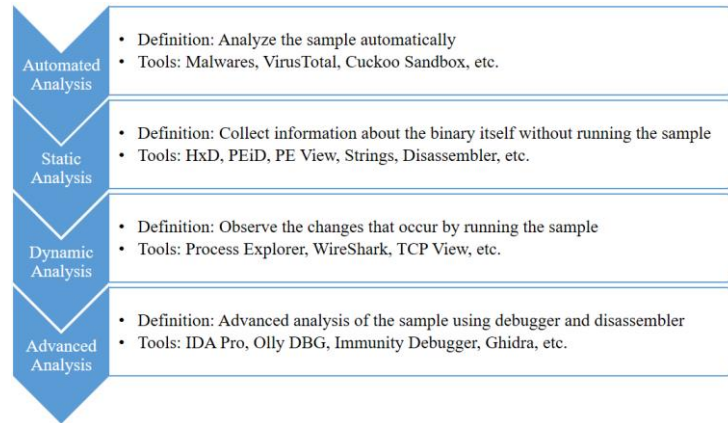 Automated
Analysis
• Definition: Analyze the sample automatically
• Tools: Malwares, VirusTotal, Cuckoo Sandbox, etc.
Static
Analysis
• Definition: Collect information about the binary itself without running the sample
• Tools: HxD, PEiD, PE View, Strings, Disassembler, etc.
Dynamic
Analysis
• Definition: Observe the changes that occur by running the sample
• Tools: Process Explorer, WireShark, TCP View, etc.
Advanced
Analysis
• Definition: Advanced analysis of the sample using debugger and disassembler
• Tools: IDA Pro, Olly DBG, Immunity Debugger, Ghidra, etc.